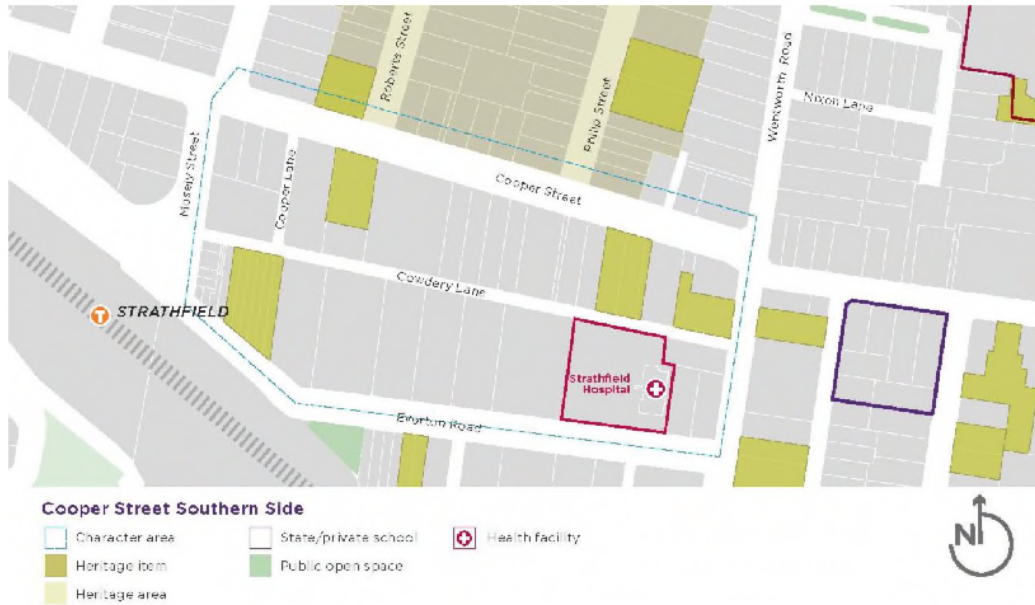 Roberts Street
Philip Street
Wentworth Road
Nixon Lane
Mosely Street
Cooper Lane
Cooper Street
Cowdery Lane
T STRATHFIELD
Strathfield
Hospital
Everton Road
Cooper Street Southern Side
Character area
State/private school
Health facility
Heritage item
Public open space
Heritage area
N